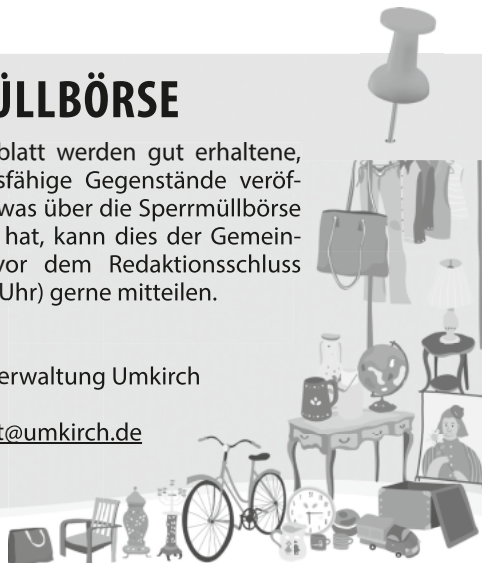 ÜLLBÖRSE
blatt werden gut erhaltene,
sfähige Gegenstände veröf-
was über die Sperrmüllbörse
hat, kann dies der Gemein-
vor dem Redaktionsschluss
Uhr) gerne mitteilen.
erwaltung Umkirch
t@umkirch.de